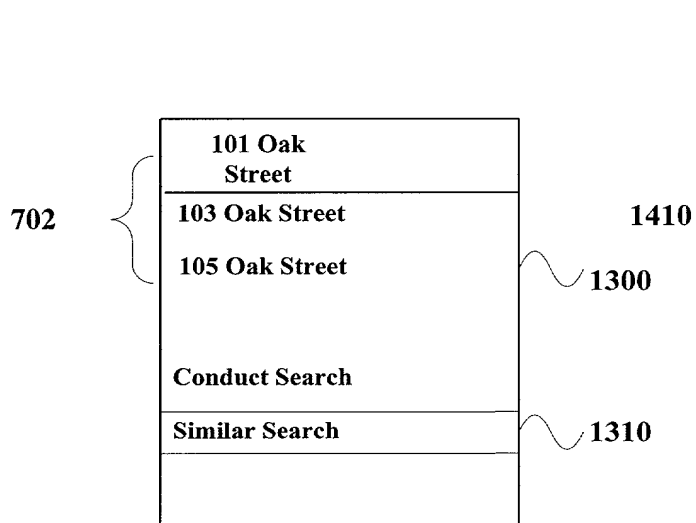 101 Oak
Street
702
103 Oak Street
1410
105 Oak Street
1300
Conduct Search
Similar Search
1310